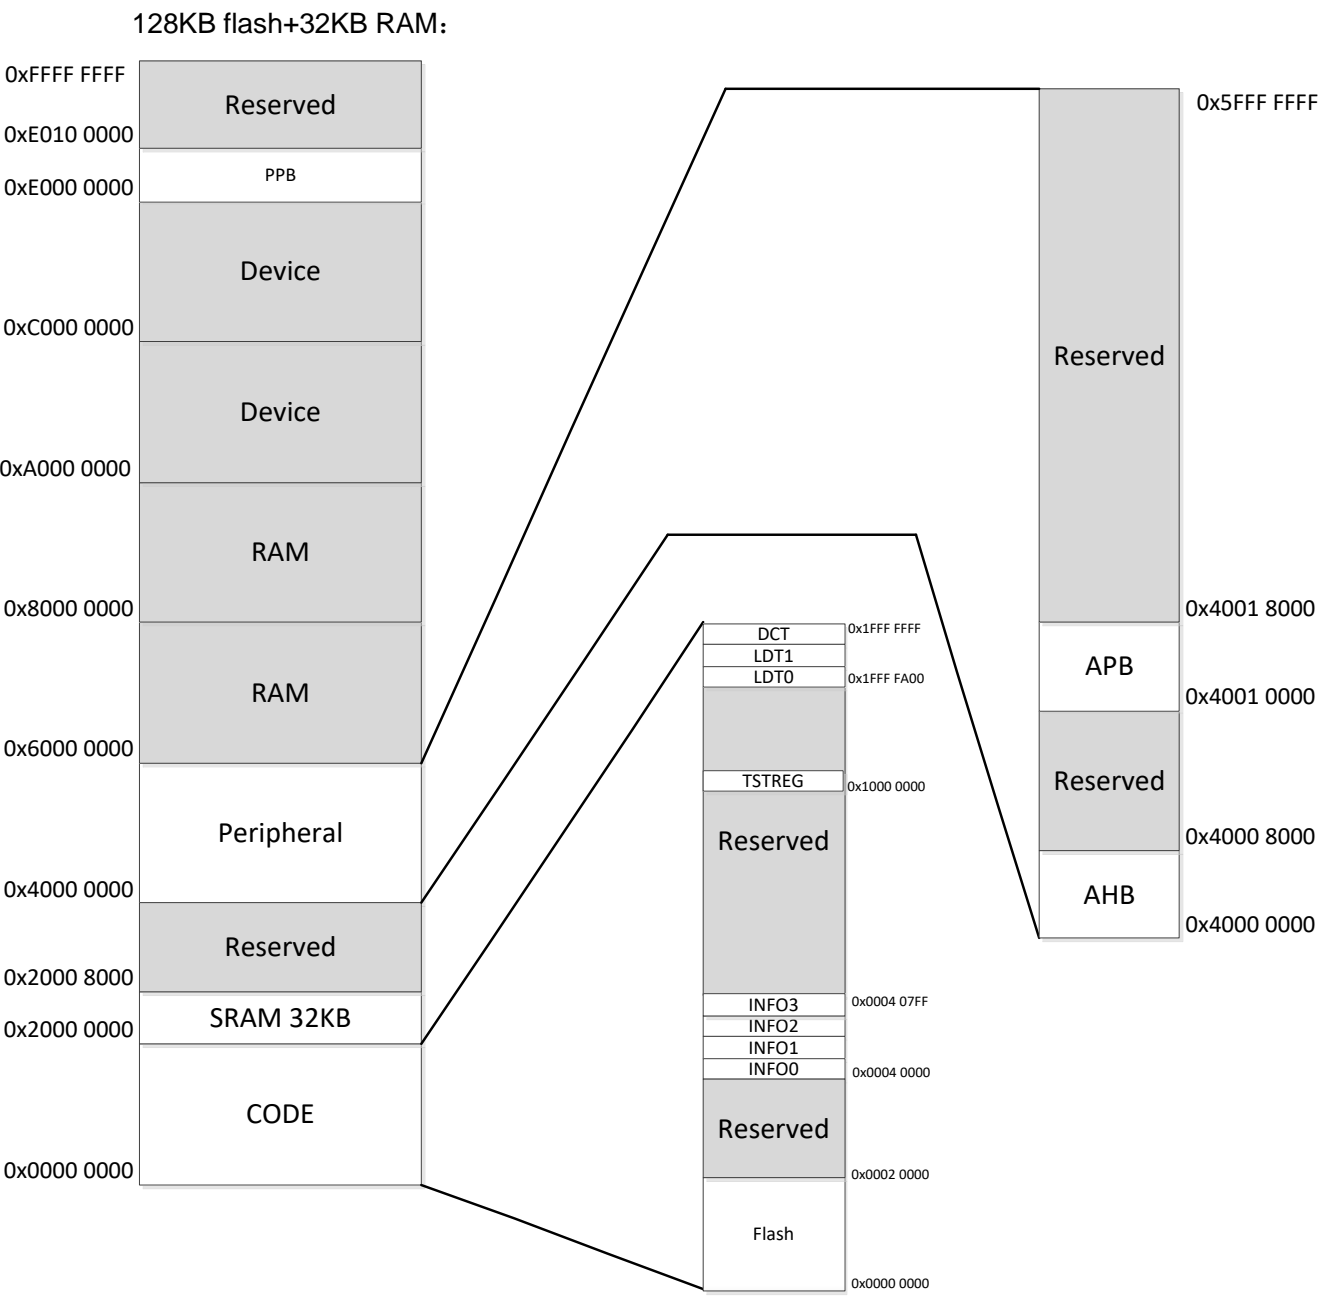 128KB flash+32KB RAM：
0xFFFF FFFF
Reserved
0xE010 0000
PPB
0xE000 0000
Device
0xC000 0000
Device
0xA000 0000
RAM
0x8000 0000
RAM
0x6000 0000
Peripheral
0x4000 0000
Reserved
0x2000 8000
SRAM 32KB
0x2000 0000
CODE
0x0000 0000
DCT
0x1FFF FFFF
LDT1
LDT0
0x1FFF FA00
TSTREG
0x1000 0000
Reserved
INFO3
0x0004 07FF
INFO2
INFO1
INFO0
0x0004 0000
Reserved
0x0002 0000
Flash
0x0000 0000
0x5FFF FFFF
Reserved
0x4001 8000
APB
0x4001 0000
Reserved
0x4000 8000
AHB
0x4000 0000